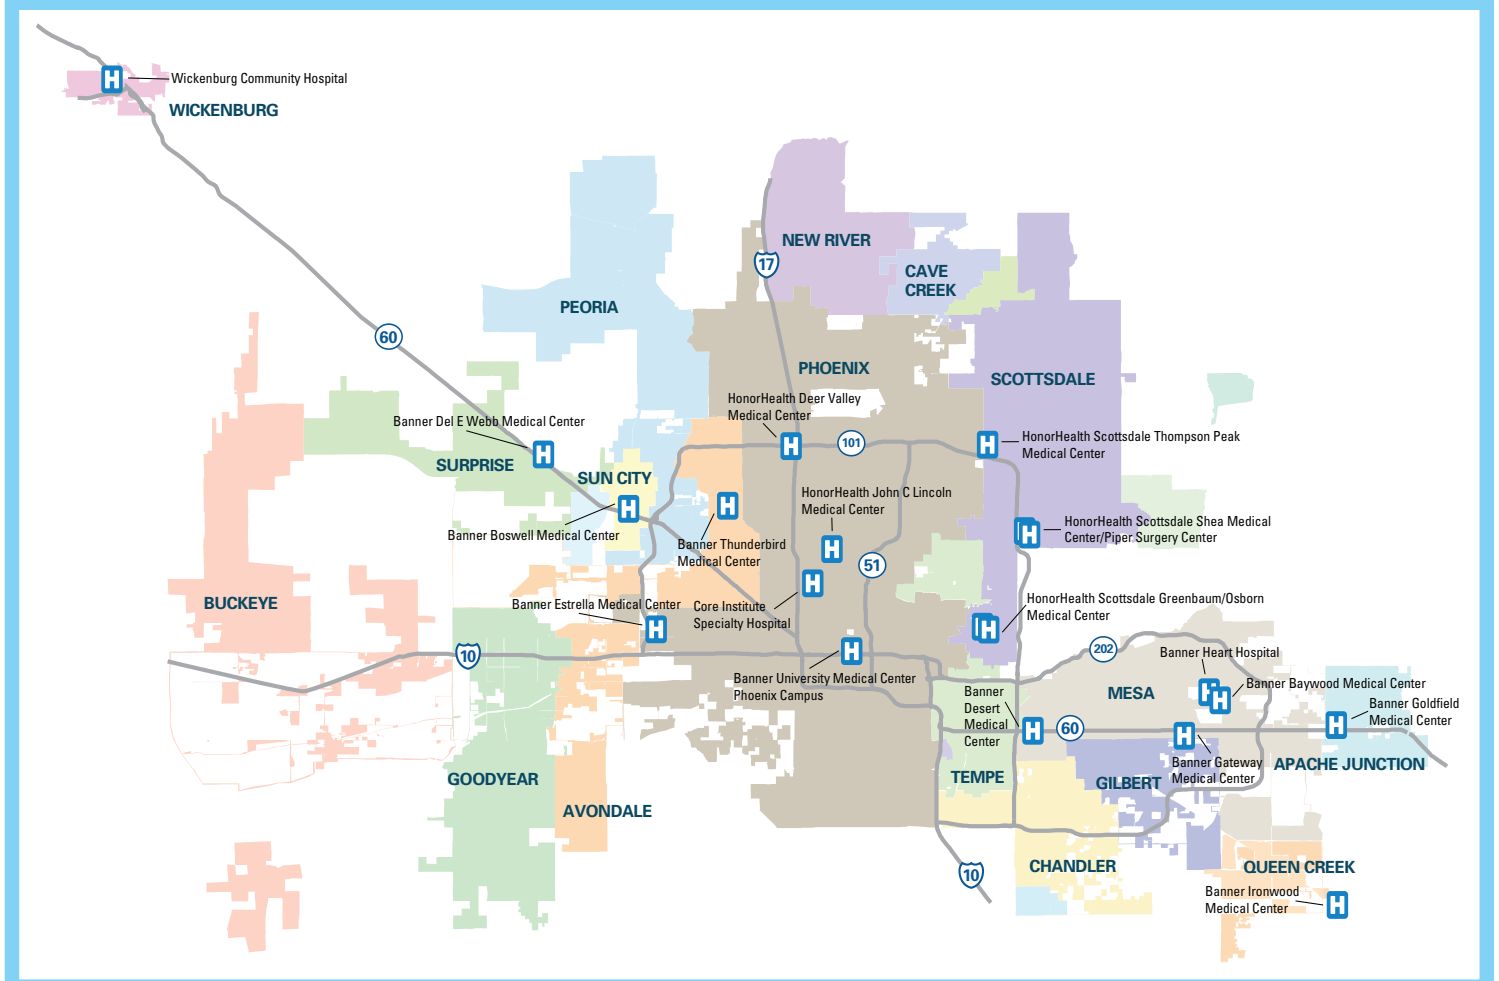 H
Wickenburg Community Hospital
WICKENBURG
NEW RIVER
17
CAVE
CREEK
PEORIA
60
PHOENIX
SCOTTSDALE
HonorHealth Deer Valley
Medical Center
H
101
Banner Del E Webb Medical Center
H
SURPRISE
H
HonorHealth Scottsdale Thompson Peak
Medical Center
SUN CITY
H
Banner Boswell Medical Center
H
Banner Thunderbird
Medical Center
HonorHealth John C Lincoln
Medical Center
H
H
HonorHealth Scottsdale Shea Medical
Center/Piper Surgery Center
51
H
Core Institute
Specialty Hospital
BUCKEYE
Banner Estrella Medical Center
H
HonorHealth Scottsdale Greenbaum/Osborn
Medical Center
H
10
H
Banner University Medical Center
Phoenix Campus
202
Banner Heart Hospital
H
H
Banner Baywood Medical Center
MESA
Banner
Desert
Medical
Center
H
60
H
Banner Goldfield
Medical Center
H
Banner Gateway
Medical Center
APACHE JUNCTION
GOODYEAR
TEMPE
GILBERT
AVONDALE
10
CHANDLER
QUEEN CREEK
Banner Ironwood
Medical Center
H